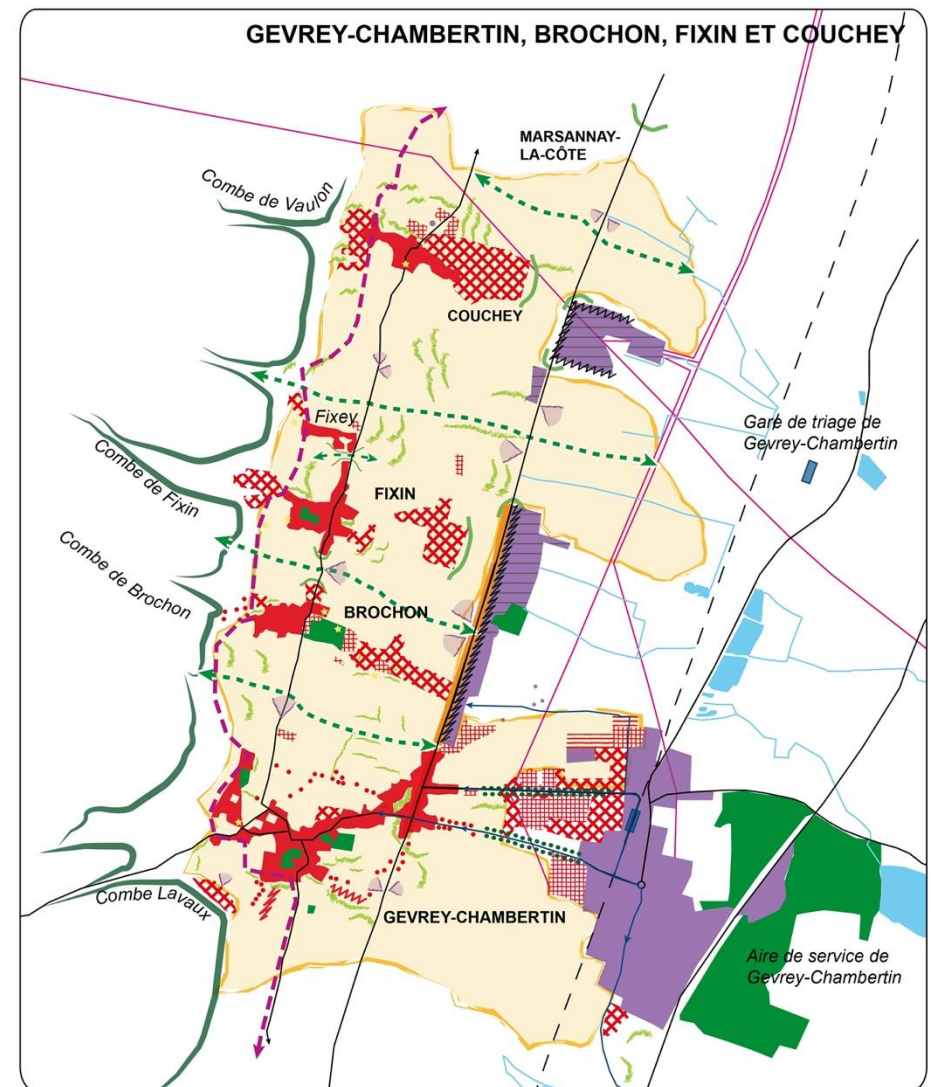 GEVREY-CHAMBERTIN, BROCHON, FIXIN ET COUCHEY
MARSANNAY-
LA-CÔTE
Combe de Vaulon
COUCHEY
Fixey
Gare de triage de
Gevrey-Chambertin
Combe de Fixin
FIXIN
Combe de Brochon
BROCHON
Combe Lavaux
GEVREY-CHAMBERTIN
Aire de service de
Gevrey-Chambertin